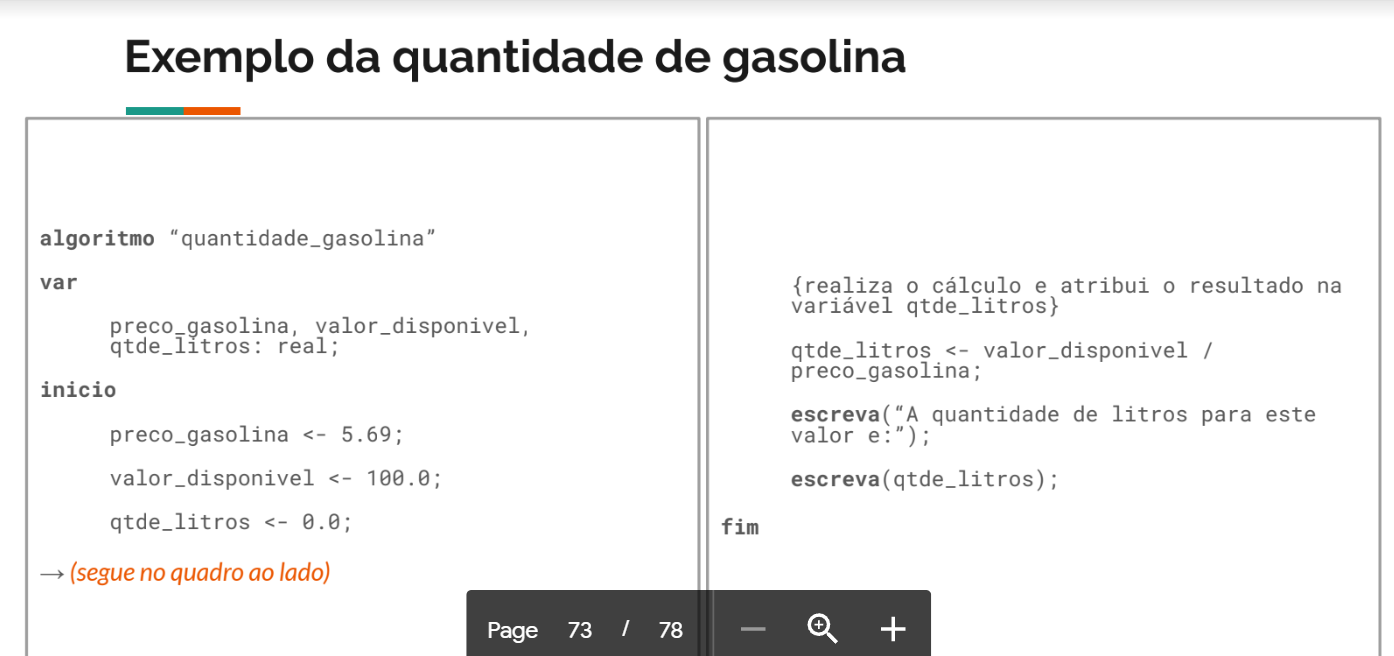 Exemplo da quantidade de gasolina
algoritmo “quantidade_gasolina”
var
preco_gasolina, valor_disponivel,
qtde_litros: real;
inicio
preco_gasolina <- 5.69;
valor_disponivel <- 100.0;
qtde_litros <- 0.0;
→ (segue no quadro ao lado)
{realiza o cálculo e atribui o resultado na
variável qtde_litros}
qtde_litros <- valor_disponivel /
preco_gasolina;
escreva(“A quantidade de litros para este
valor e:”);
escreva(qtde_litros);
fim
Page 73 / 78